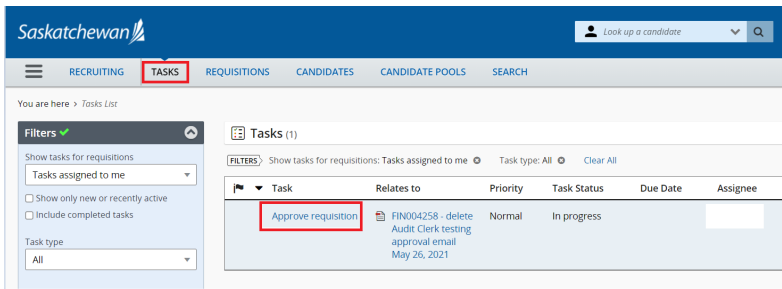 Saskatchewan
Look up a candidate
RECRUITING TASKS REQUISITIONS CANDIDATES CANDIDATE POOLS SEARCH
You are here > Tasks List
Filters
Show tasks for requisitions
Tasks assigned to me
Show only new or recently active
Include completed tasks
Task type
All
Tasks (1)
FILTERS Show tasks for requisitions: Tasks assigned to me Task type: All Clear All
Task Relates to Priority Task Status Due Date Assignee
Approve requisition FIN004258 - delete Normal In progress
Audit Clerk testing
approval email
May 26, 2021